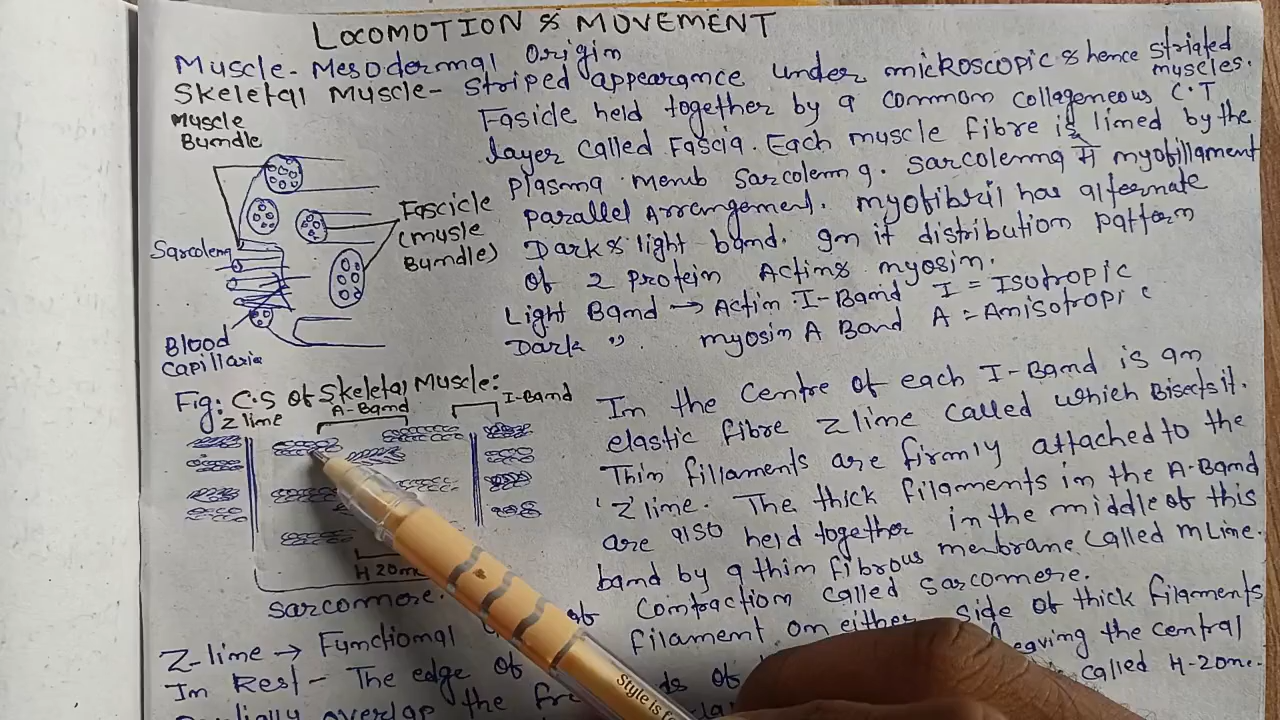 LOCOMOTION & MOVEMENT
Muscle - Mesodermal Origin
Skeletal Muscle - Striped appearance under microscopic & hence striated muscles.
Muscle
Bundle
Fasicle held together by a common collageneous C.T
layer called Fascia. Each muscle fibre is limed by the
Plasma memb sarcolemma. sarcolemma में myofillament
parallel Arrangement. myofibril has alternate
Dark & light band. In it distribution pattern
of 2 Protein Actin & myosin.
Light Band → Actin I-Band I = Isotropic
Dark ". myosin A Band A = Anisotropic
Fascicle
(musle
Bundle)
Sarcolema
Blood
Capillaries
Fig: C.S of Skeletal Muscle:
Z line
A-Band
I-Band
H zone
sarcomere.
In the Centre of each I-Band is an
elastic fibre Z line called which Bisects it.
Thin fillaments are firmly attached to the
'Z' line. The thick filaments in the A-Band
are also held together in the middle of this
band by a thin fibrous membrane called M Line.
Z-line → Functional of Contraction called sarcomere.
In Rest - The edge of filament on either side of thick filaments
overlap the leaving the central
called H-zone.